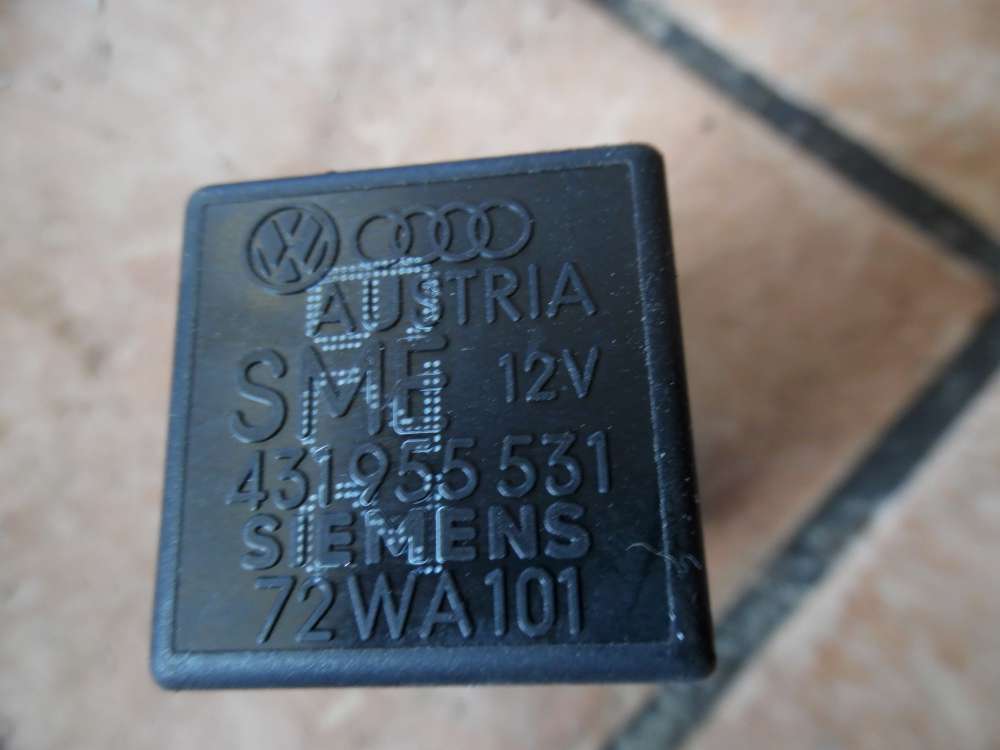 AUSTRIA
SME 12V
431 955 531
SIEMENS
72WA101